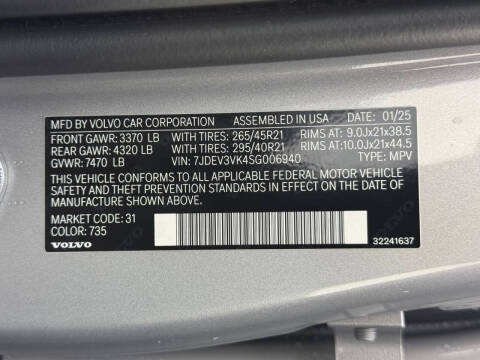 MFD BY VOLVO CAR CORPORATION ASSEMBLED IN USA DATE: 01/25
FRONT GAWR: 3370 LB WITH TIRES: 265/45R21 RIMS AT: 9.0Jx21x38.5
REAR GAWR: 4320 LB WITH TIRES: 295/40R21 RIMS AT:10.0Jx21x44.5
GVWR: 7470 LB VIN: 7JDEV3VK4SG006940 TYPE: MPV
THIS VEHICLE CONFORMS TO ALL APPLICABLE FEDERAL MOTOR VEHICLE
SAFETY AND THEFT PREVENTION STANDARDS IN EFFECT ON THE DATE OF
MANUFACTURE SHOWN ABOVE.
MARKET CODE: 31
COLOR: 735
VOLVO 32241637